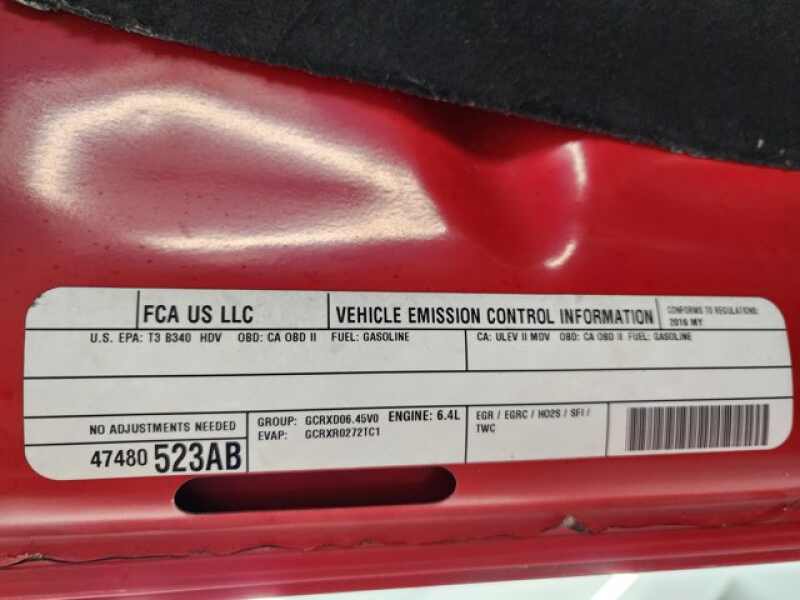 FCA US LLC
VEHICLE EMISSION CONTROL INFORMATION
CONFORMS TO REGULATIONS:
2016 MY
U.S. EPA: T3 B340 HDV OBD: CA OBD II FUEL: GASOLINE
CA: ULEV II MDV OBD: CA OBD II FUEL: GASOLINE
NO ADJUSTMENTS NEEDED
47480 523AB
GROUP: GCRXD06.45V0 ENGINE: 6.4L
EVAP: GCRXR0272TC1
EGR / EGRC / HO2S / SFI /
TWC